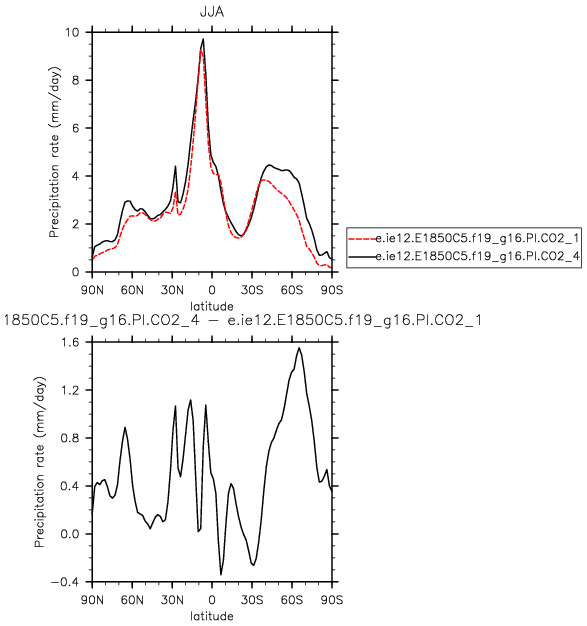 JJA
Precipitation rate (mm/day)
10
8
6
4
2
0
90N 60N 30N 0 30S 60S 90S
latitude
e.ie12.E1850C5.f19_g16.PI.CO2_1
e.ie12.E1850C5.f19_g16.PI.CO2_4
1850C5.f19_g16.PI.CO2_4 − e.ie12.E1850C5.f19_g16.PI.CO2_1
Precipitation rate (mm/day)
1.6
1.2
0.8
0.4
0.0
−0.4
90N 60N 30N 0 30S 60S 90S
latitude